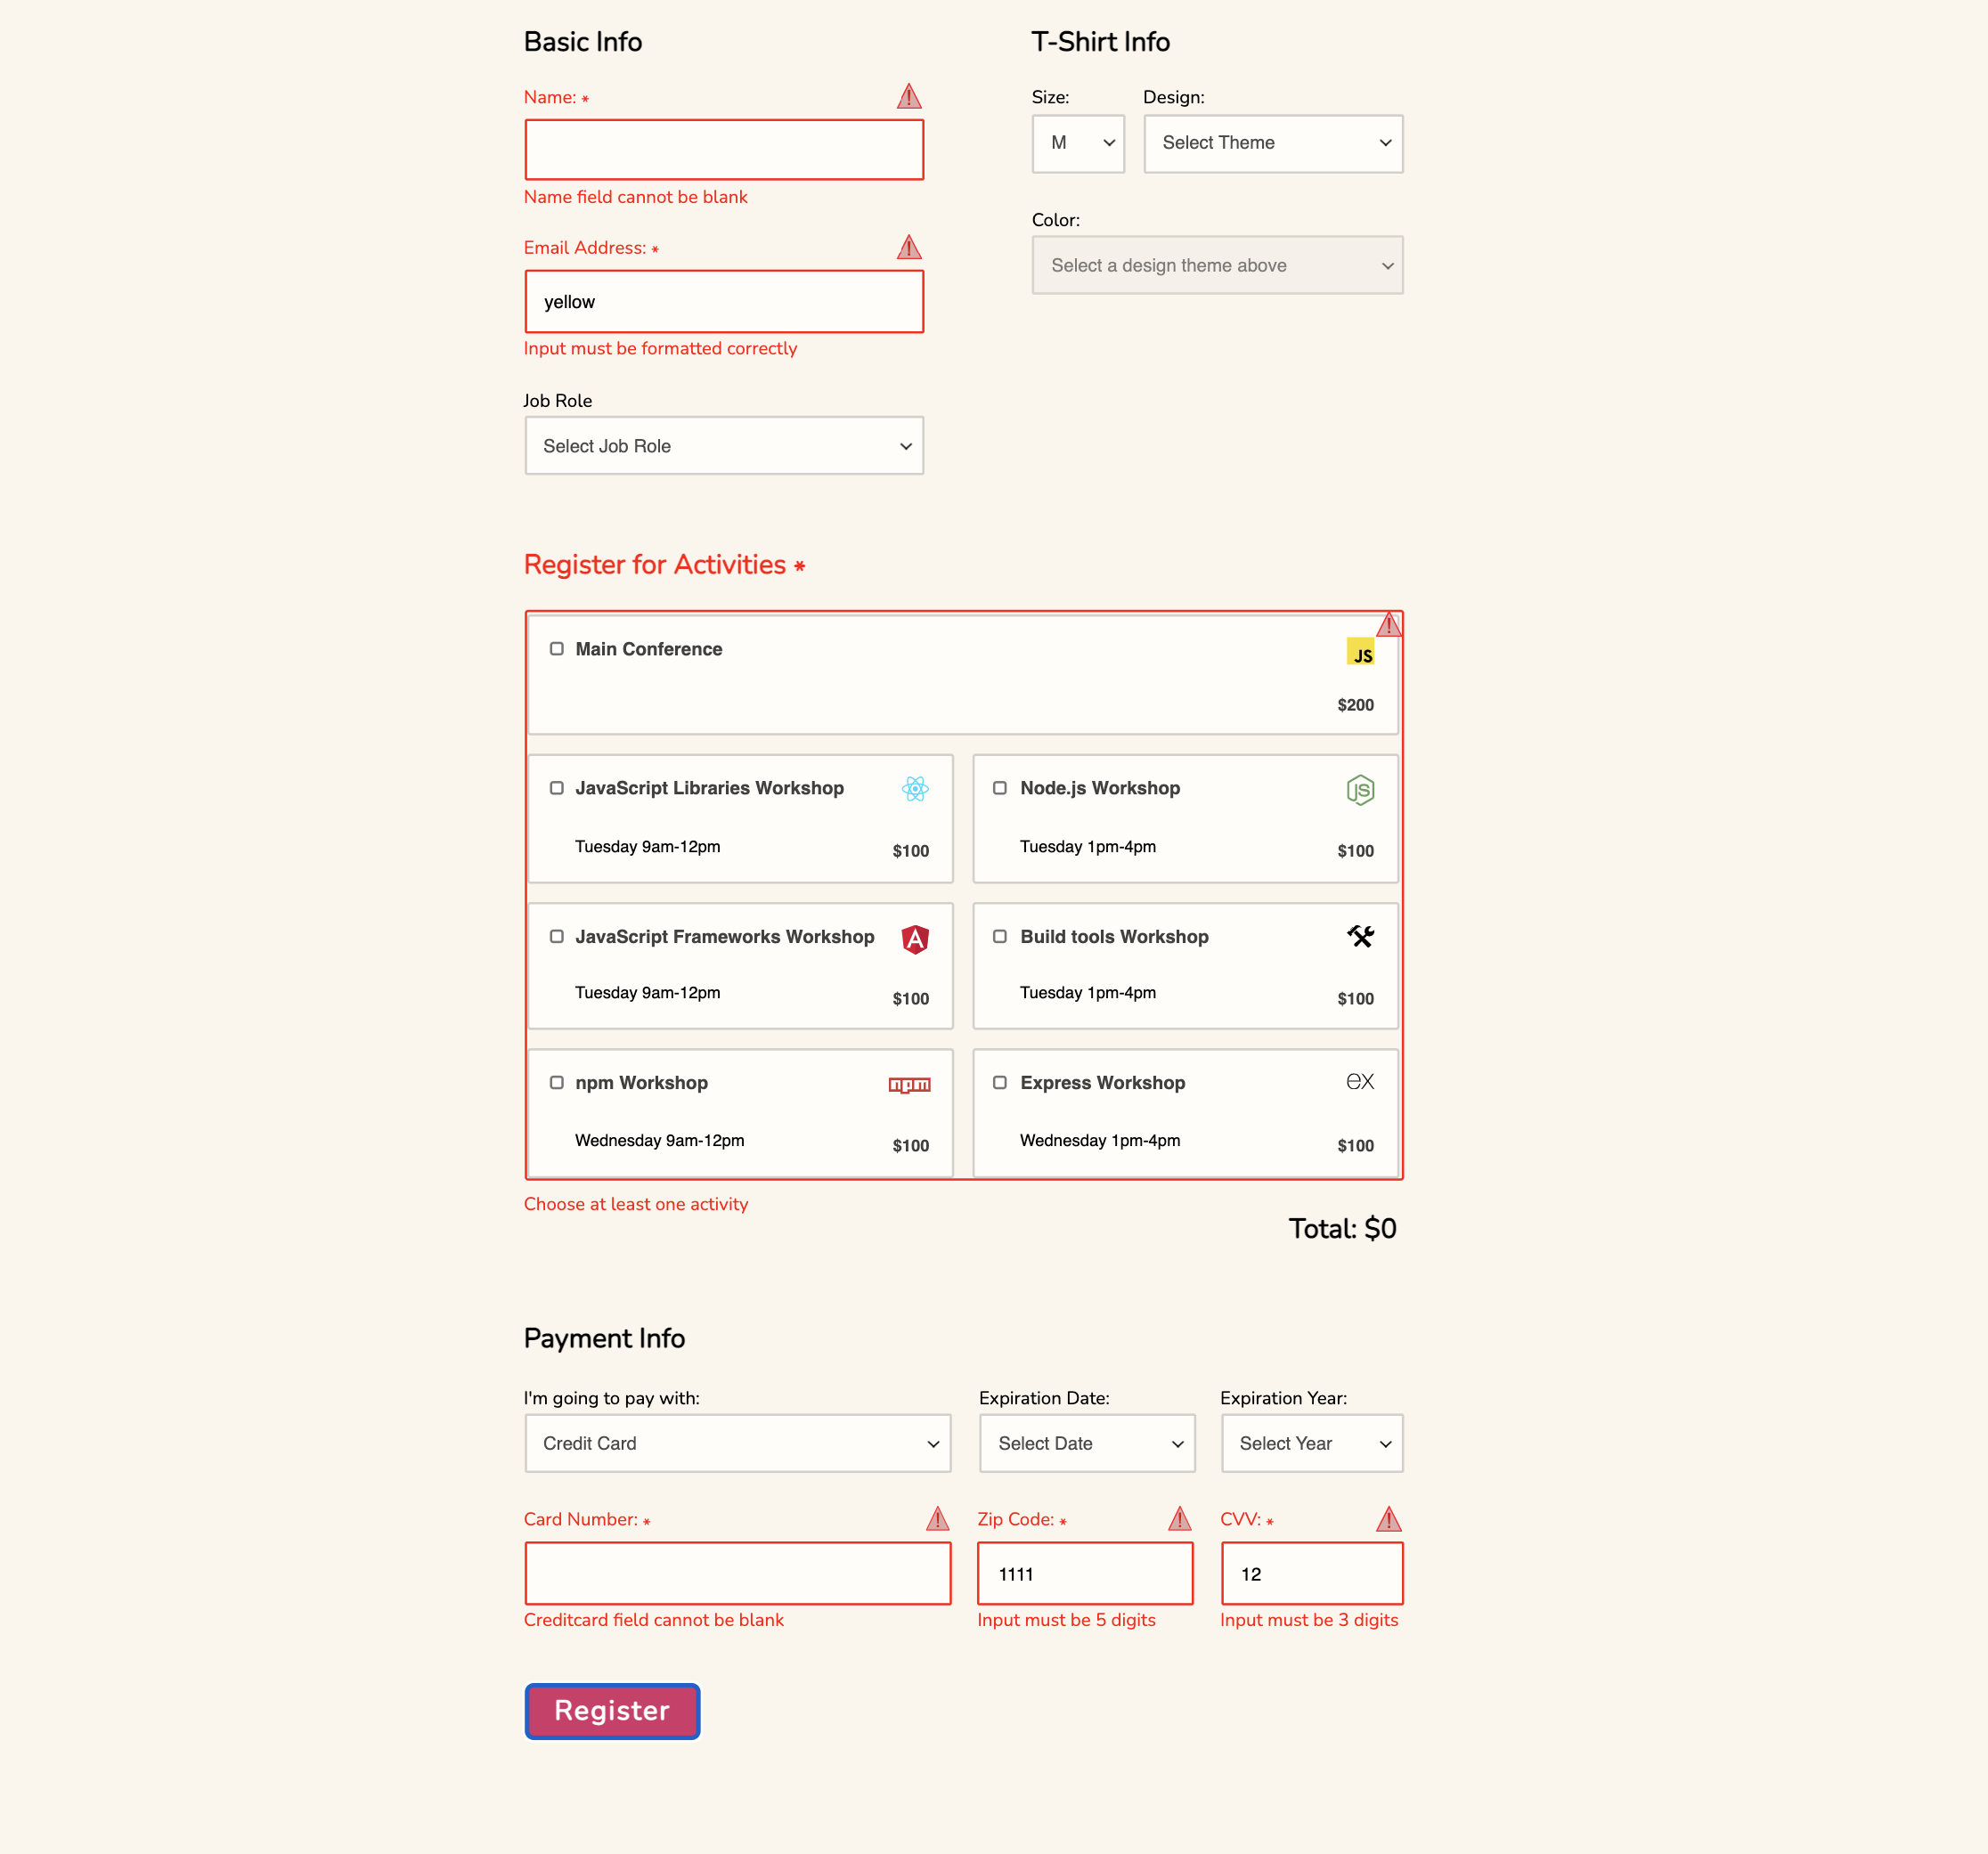 Basic Info
Name: *
Name field cannot be blank
Email Address: *
yellow
Input must be formatted correctly
Job Role
Select Job Role
T-Shirt Info
Size: Design:
M Select Theme
Color:
Select a design theme above
Register for Activities *
Main Conference
JS
$200
JavaScript Libraries Workshop
Tuesday 9am-12pm $100
Node.js Workshop
JS
Tuesday 1pm-4pm $100
JavaScript Frameworks Workshop
A
Tuesday 9am-12pm $100
Build tools Workshop
Tuesday 1pm-4pm $100
npm Workshop
npm
Wednesday 9am-12pm $100
Express Workshop
ex
Wednesday 1pm-4pm $100
Choose at least one activity
Total: $0
Payment Info
I'm going to pay with: Expiration Date: Expiration Year:
Credit Card Select Date Select Year
Card Number: * Zip Code: * CVV: *
1111 12
Creditcard field cannot be blank Input must be 5 digits Input must be 3 digits
Register